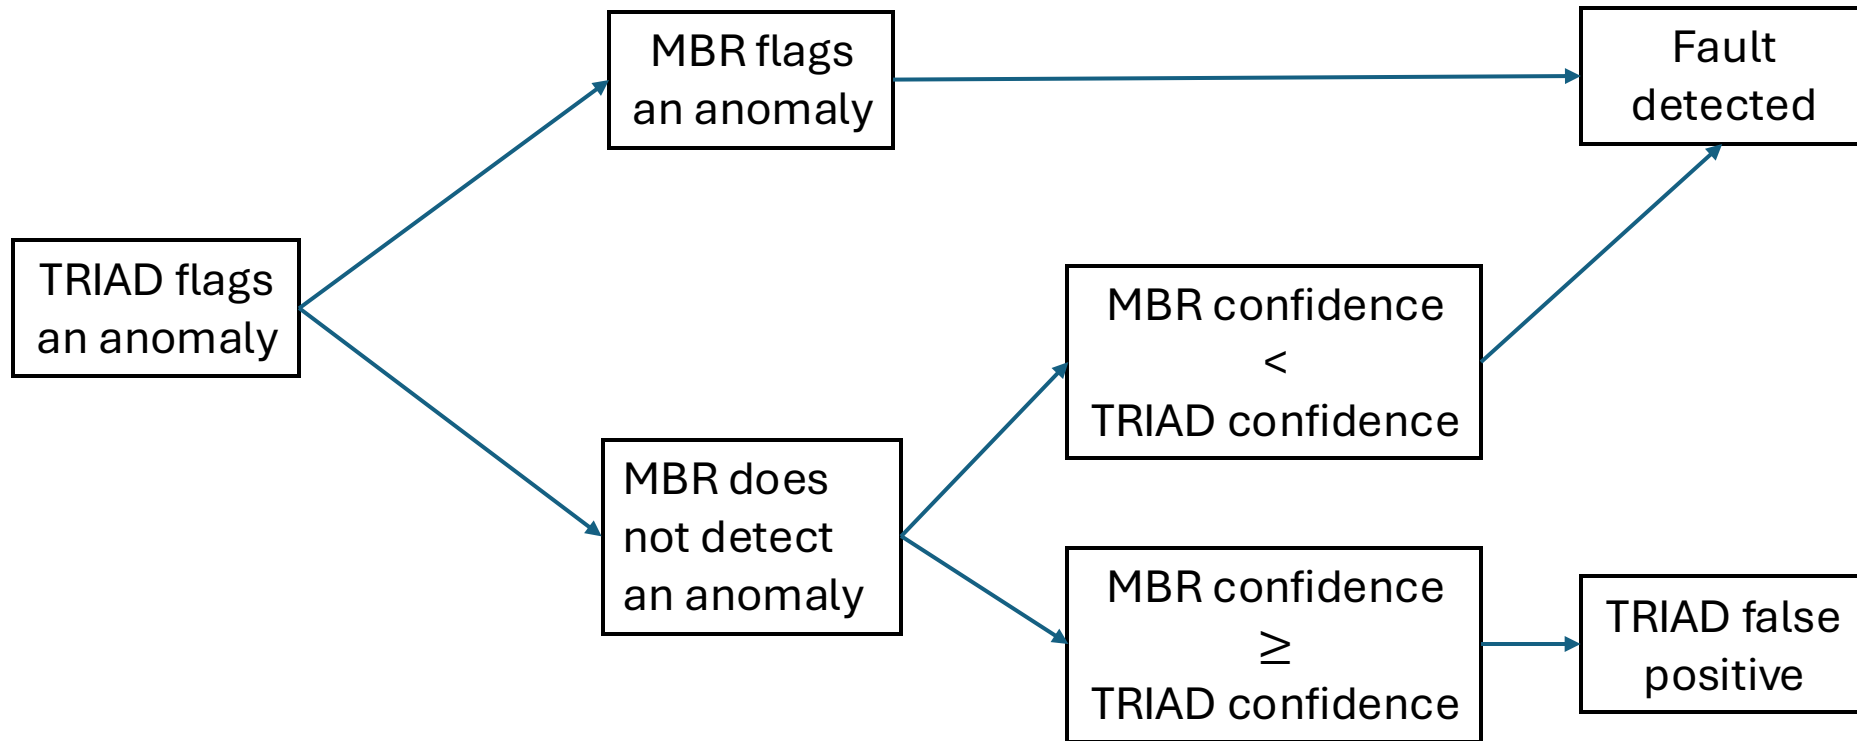 MBR flags
an anomaly
Fault
detected
TRIAD flags
an anomaly
MBR confidence
<
TRIAD confidence
MBR does
not detect
an anomaly
MBR confidence
≥
TRIAD confidence
TRIAD false
positive